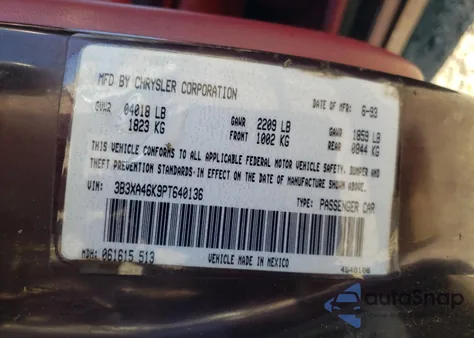 MFD BY CHRYSLER CORPORATION
DATE OF MFR: 6-93
GVWR 04018 LB
1823 KG
GAWR FRONT 2209 LB
1002 KG
GAWR REAR 1859 LB
0844 KG
THIS VEHICLE CONFORMS TO ALL APPLICABLE FEDERAL MOTOR VEHICLE SAFETY, BUMPER AND
THEFT PREVENTION STANDARDS IN EFFECT ON THE DATE OF MANUFACTURE SHOWN ABOVE.
VIN: 3B3XA46K9PT640136
TYPE: PASSENGER CAR
MDH: 061615 513
VEHICLE MADE IN MEXICO
autoSnap